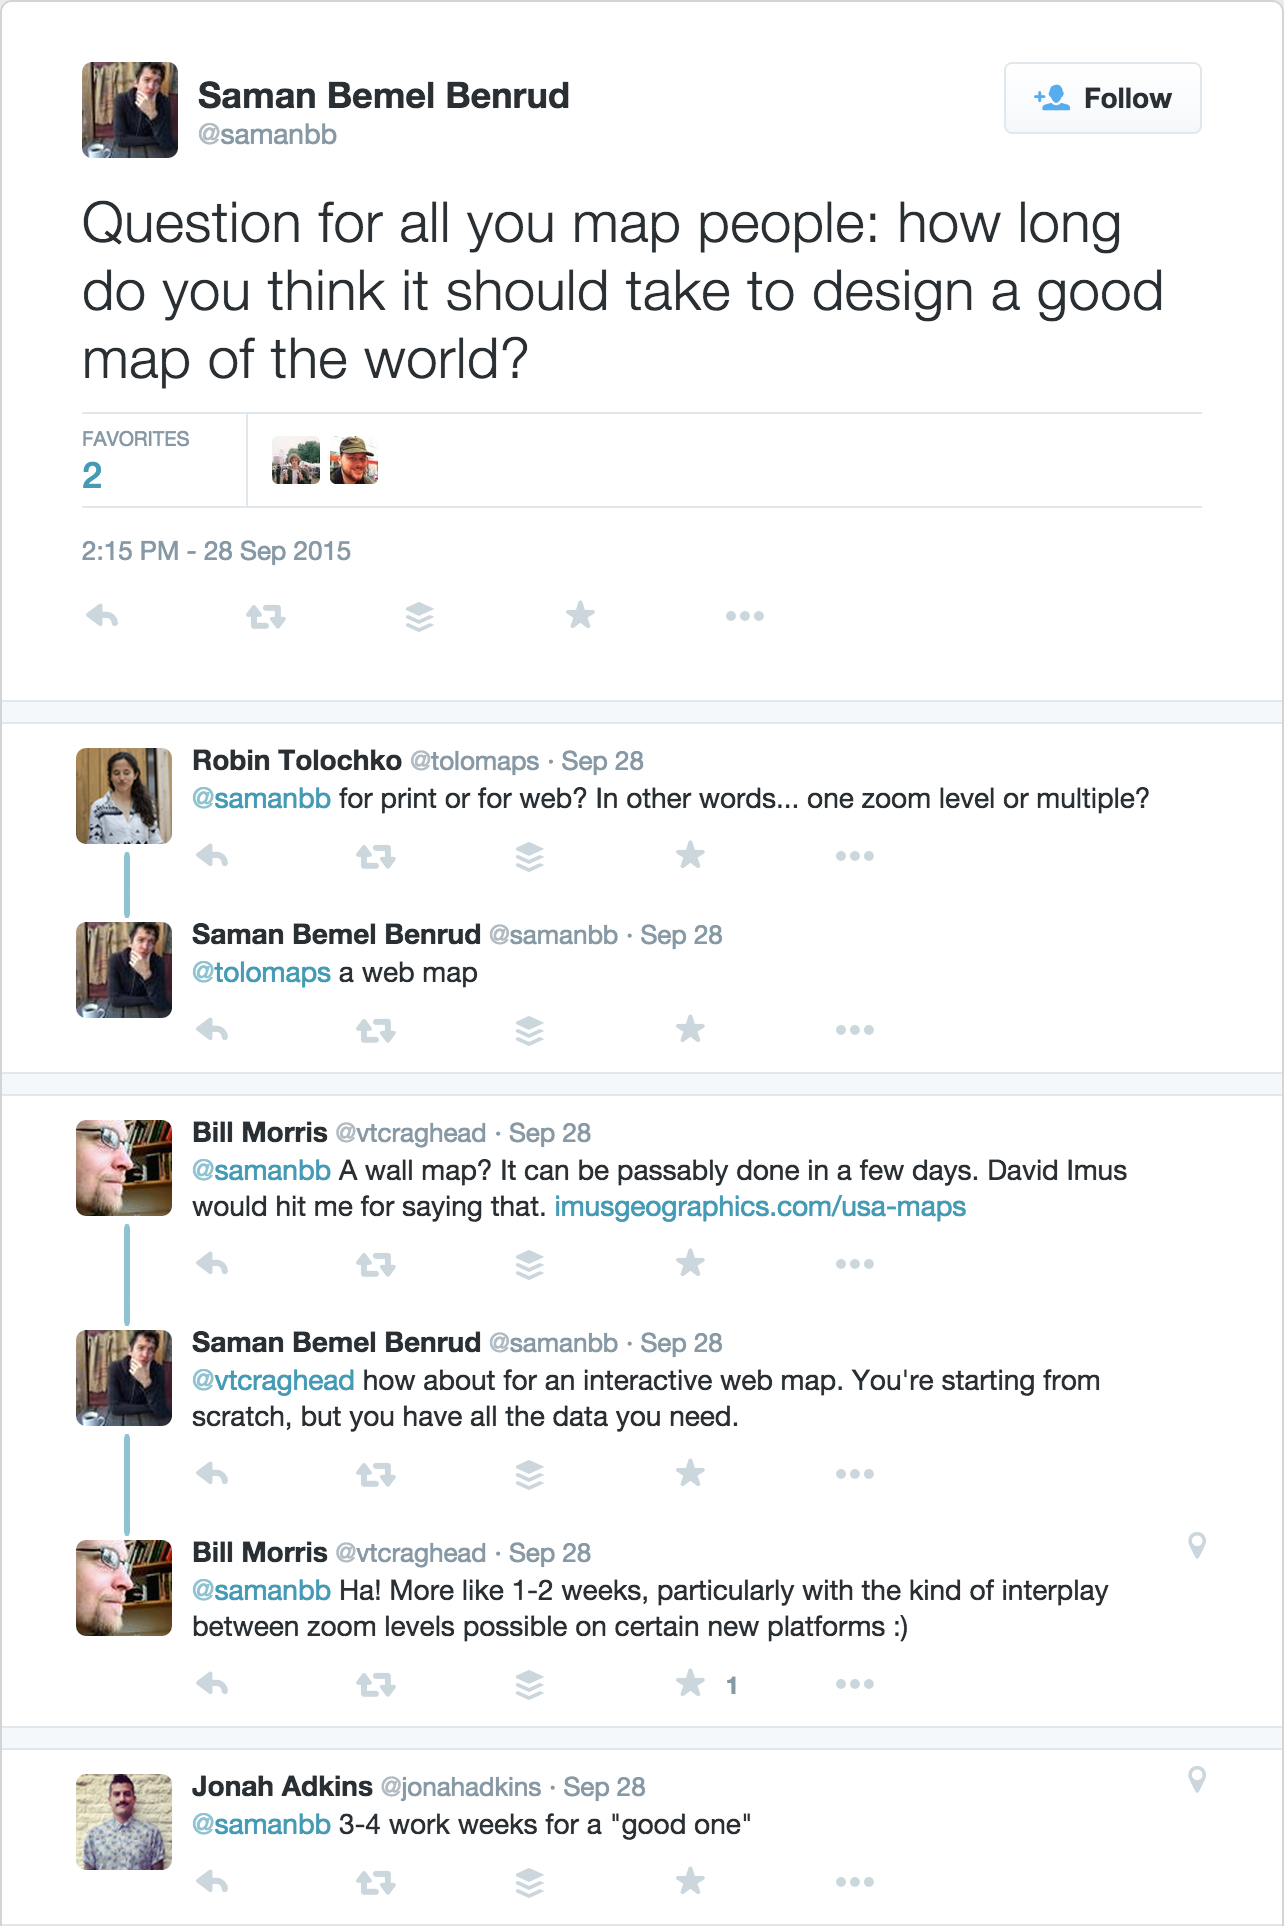 Saman Bemel Benrud
@samanbb
Follow
Question for all you map people: how long
do you think it should take to design a good
map of the world?
FAVORITES
2
2:15 PM - 28 Sep 2015
Robin Tolochko @tolomaps · Sep 28
@samanbb for print or for web? In other words... one zoom level or multiple?
Saman Bemel Benrud @samanbb · Sep 28
@tolomaps a web map
Bill Morris @vtcraghead · Sep 28
@samanbb A wall map? It can be passably done in a few days. David Imus
would hit me for saying that. imusgeographics.com/usa-maps
Saman Bemel Benrud @samanbb · Sep 28
@vtcraghead how about for an interactive web map. You're starting from
scratch, but you have all the data you need.
Bill Morris @vtcraghead · Sep 28
@samanbb Ha! More like 1-2 weeks, particularly with the kind of interplay
between zoom levels possible on certain new platforms :)
1
Jonah Adkins @jonahadkins · Sep 28
@samanbb 3-4 work weeks for a "good one"